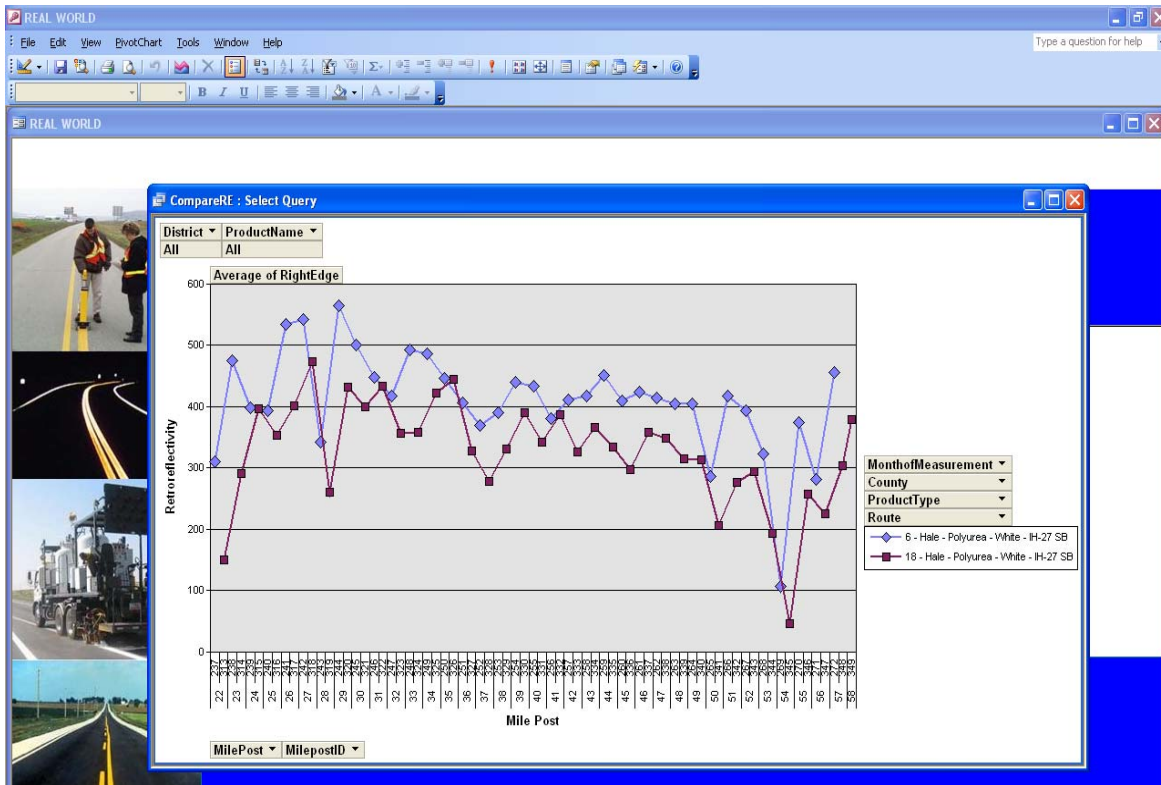 REAL WORLD
File Edit View PivotChart Tools Window Help
Type a question for help
B I U A
REAL WORLD
CompareRE : Select Query
District ProductName
All All
Average of RightEdge
600
500
400
300
200
100
0
Retroreflectivity
MonthofMeasurement
County
ProductType
Route
6 - Hale - Polyurea - White - IH-27 SB
18 - Hale - Polyurea - White - IH-27 SB
22 23 24 25 26 27 28 29 30 31 32 33 34 35 36 37 38 39 40 41 42 43 44 45 46 47 48 49 50 51 52 53 54 55 56 57 58
Mile Post
MilePost MilepostID